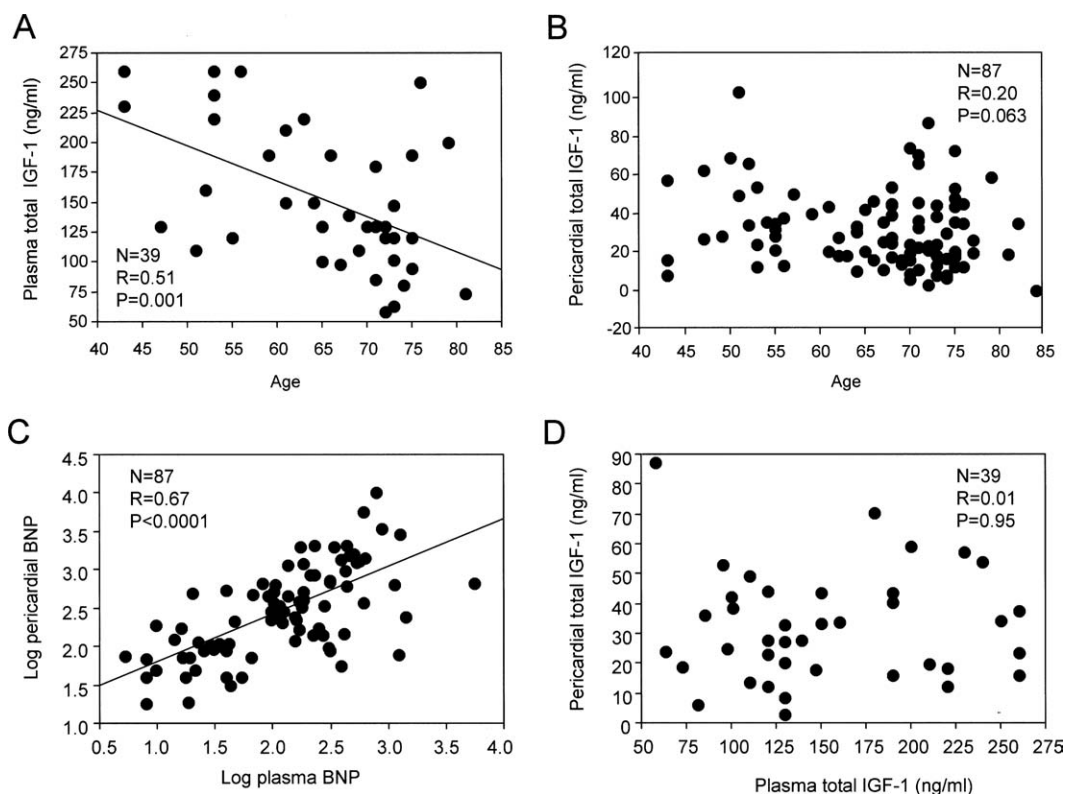 A
Plasma total IGF-1 (ng/ml)
275
250
225
200
175
150
125
100
75
50
N=39
R=0.51
P=0.001
40 45 50 55 60 65 70 75 80 85
Age
B
Pericardial total IGF-1 (ng/ml)
120
100
80
60
40
20
0
-20
N=87
R=0.20
P=0.063
40 45 50 55 60 65 70 75 80 85
Age
C
Log pericardial BNP
4.5
4.0
3.5
3.0
2.5
2.0
1.5
1.0
N=87
R=0.67
P<0.0001
0.5 1.0 1.5 2.0 2.5 3.0 3.5 4.0
Log plasma BNP
D
Pericardial total IGF-1 (ng/ml)
90
80
70
60
50
40
30
20
10
0
N=39
R=0.01
P=0.95
50 75 100 125 150 175 200 225 250 275
Plasma total IGF-1 (ng/ml)